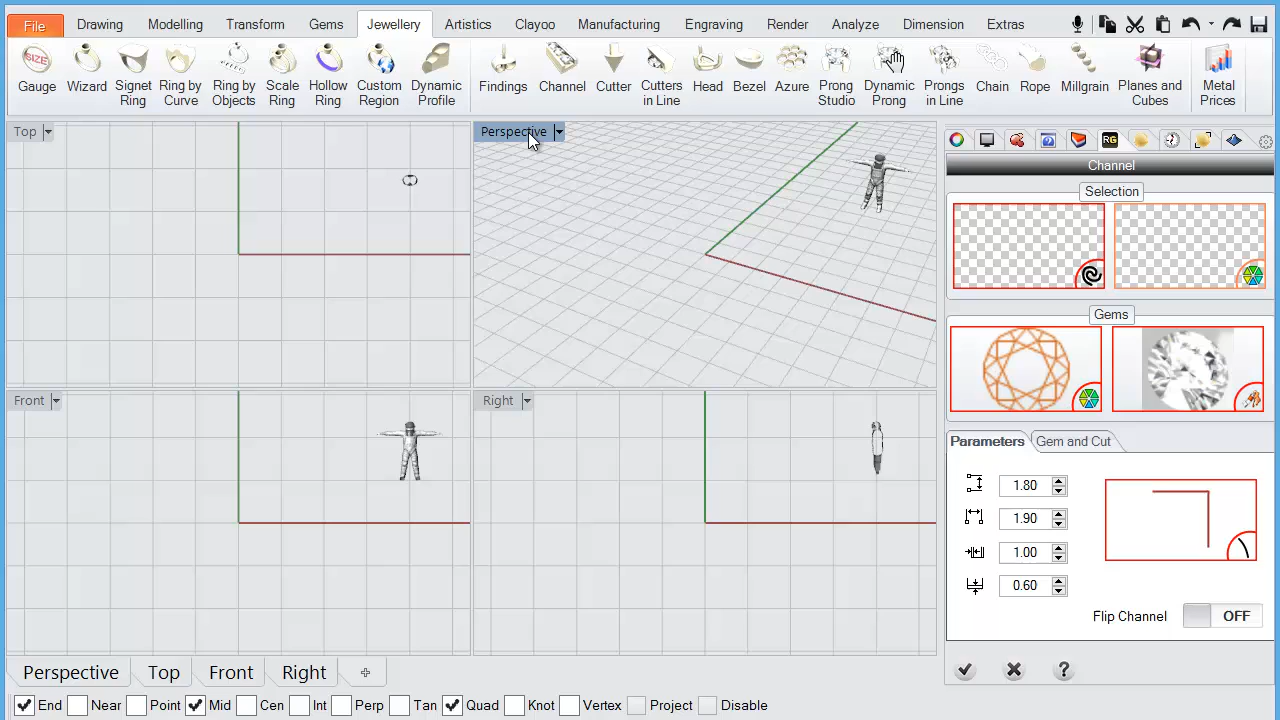 File Drawing Modelling Transform Gems Jewellery Artistics Clayoo Manufacturing Engraving Render Analyze Dimension Extras
SIZE
Gauge Wizard Signet Ring Ring by Curve Ring by Objects Scale Ring Hollow Ring Custom Region Dynamic Profile Findings Channel Cutter Cutters in Line Head Bezel Azure Prong Studio Dynamic Prong Prongs in Line Chain Rope Millgrain Planes and Cubes Metal Prices
Top Perspective
RG
Channel
Selection
Gems
Front Right
Parameters Gem and Cut
1.80
1.90
1.00
0.60
Flip Channel OFF
Perspective Top Front Right +
?
End Near Point Mid Cen Int Perp Tan Quad Knot Vertex Project Disable